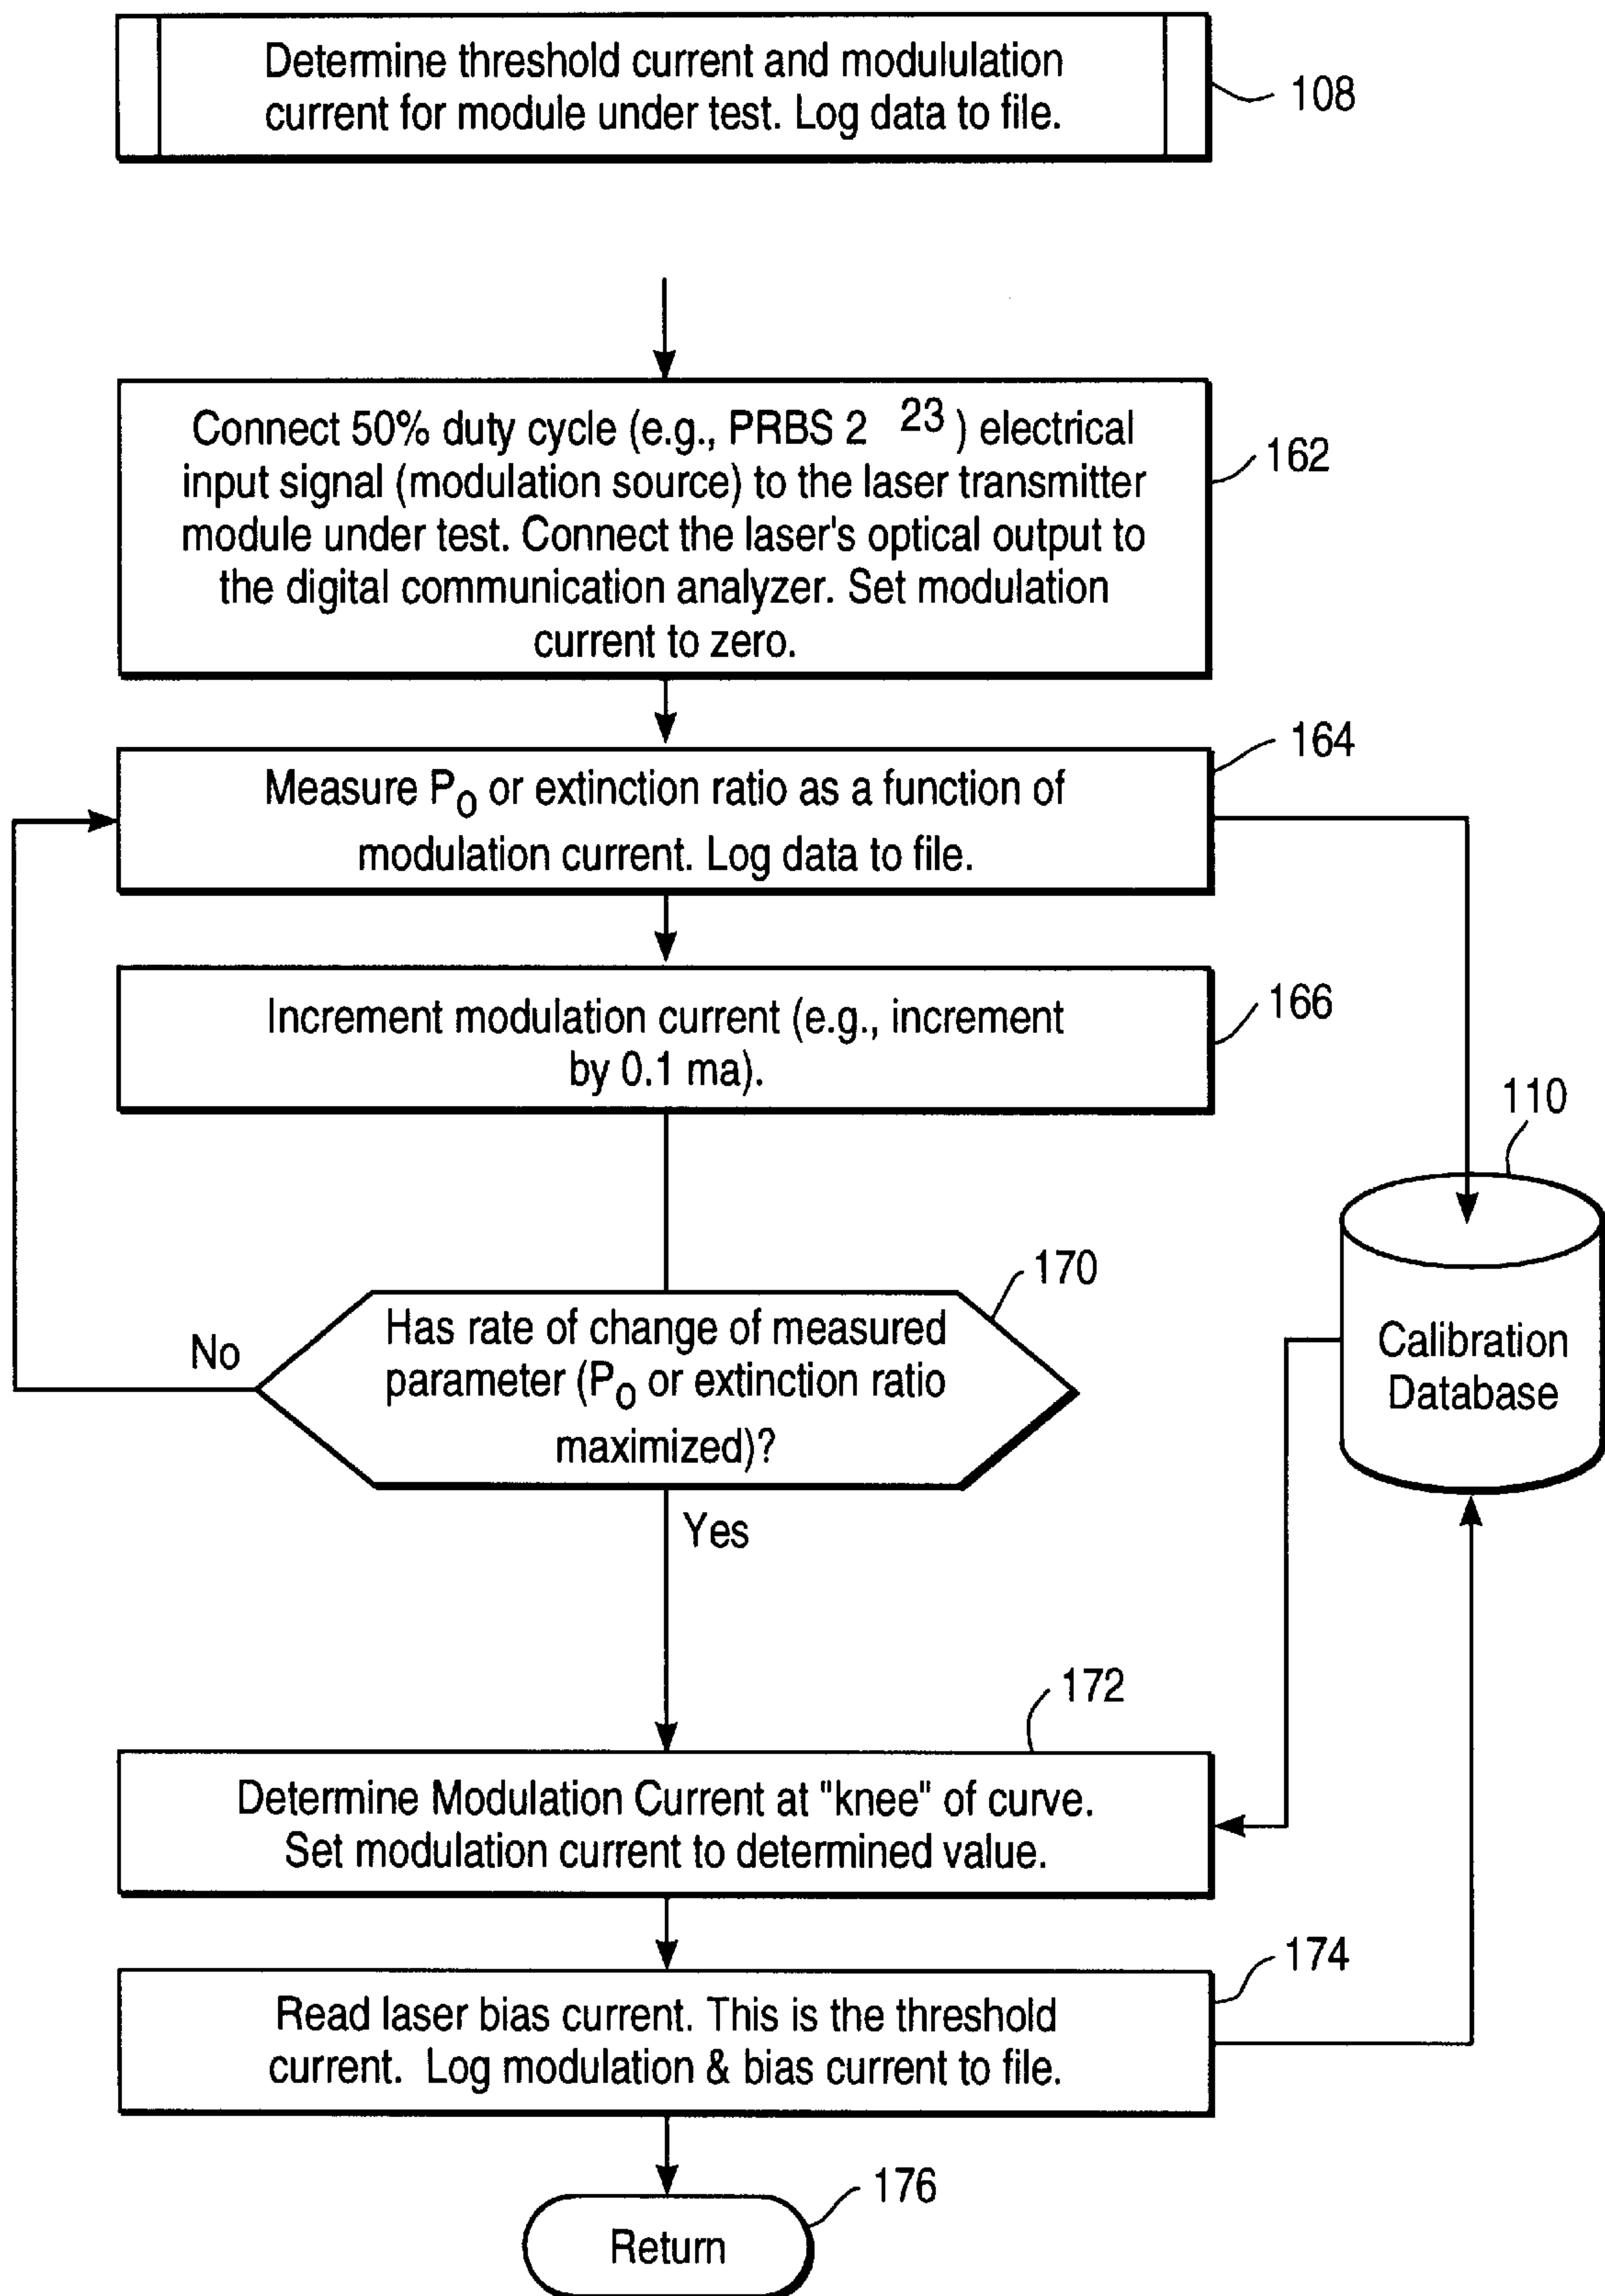 Determine threshold current and modululation
current for module under test. Log data to file.
108
Connect 50% duty cycle (e.g., PRBS 2 23 ) electrical
input signal (modulation source) to the laser transmitter
module under test. Connect the laser's optical output to
the digital communication analyzer. Set modulation
current to zero.
162
Measure PO or extinction ratio as a function of
modulation current. Log data to file.
164
Increment modulation current (e.g., increment
by 0.1 ma).
166
110
Calibration
Database
170
Has rate of change of measured
parameter (PO or extinction ratio
maximized)?
No
Yes
172
Determine Modulation Current at "knee" of curve.
Set modulation current to determined value.
174
Read laser bias current. This is the threshold
current. Log modulation & bias current to file.
176
Return